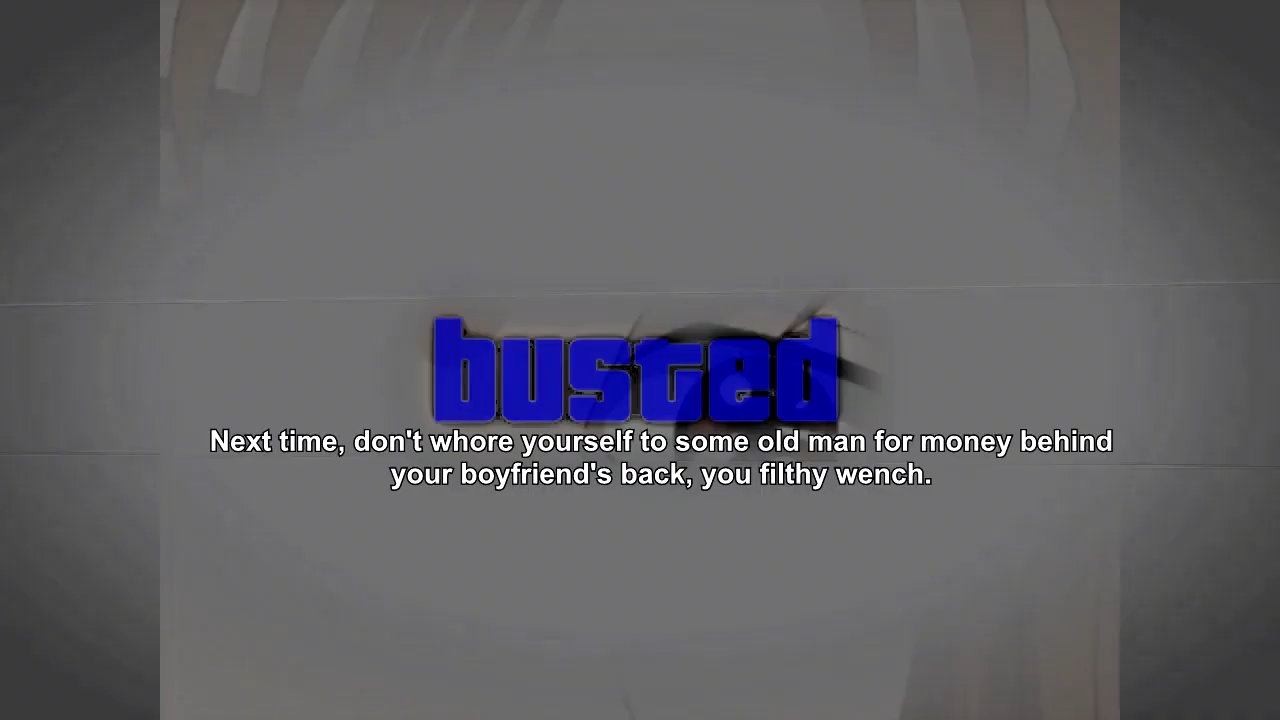 busted
Next time, don't whore yourself to some old man for money behind
your boyfriend's back, you filthy wench.